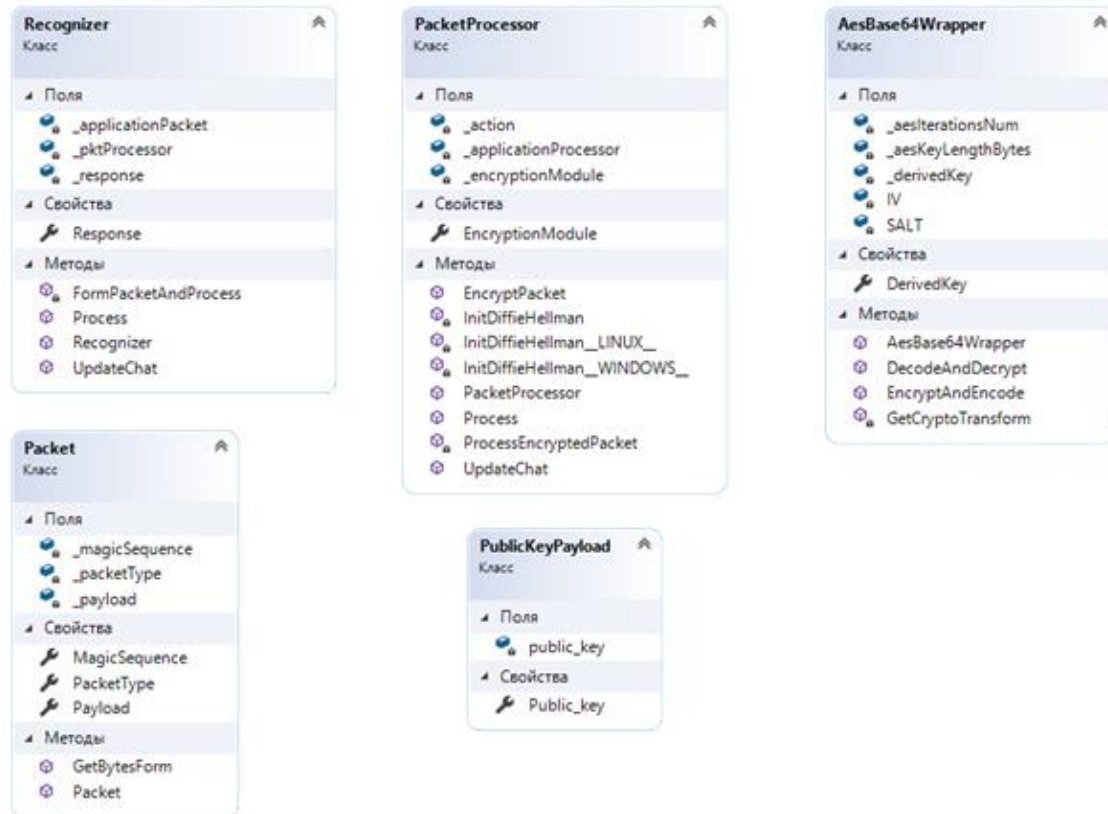 Recognizer
Класс
Поля
_applicationPacket
_pktProcessor
_response
Свойства
Response
Методы
FormPacketAndProcess
Process
Recognizer
UpdateChat
PacketProcessor
Класс
Поля
_action
_applicationProcessor
_encryptionModule
Свойства
EncryptionModule
Методы
EncryptPacket
InitDiffieHellman
InitDiffieHellman__LINUX__
InitDiffieHellman__WINDOWS__
PacketProcessor
Process
ProcessEncryptedPacket
UpdateChat
AesBase64Wrapper
Класс
Поля
_aesIterationsNum
_aesKeyLengthBytes
_derivedKey
IV
SALT
Свойства
DerivedKey
Методы
AesBase64Wrapper
DecodeAndDecrypt
EncryptAndEncode
GetCryptoTransform
Packet
Класс
Поля
_magicSequence
_packetType
_payload
Свойства
MagicSequence
PacketType
Payload
Методы
GetBytesForm
Packet
PublicKeyPayload
Класс
Поля
public_key
Свойства
Public_key